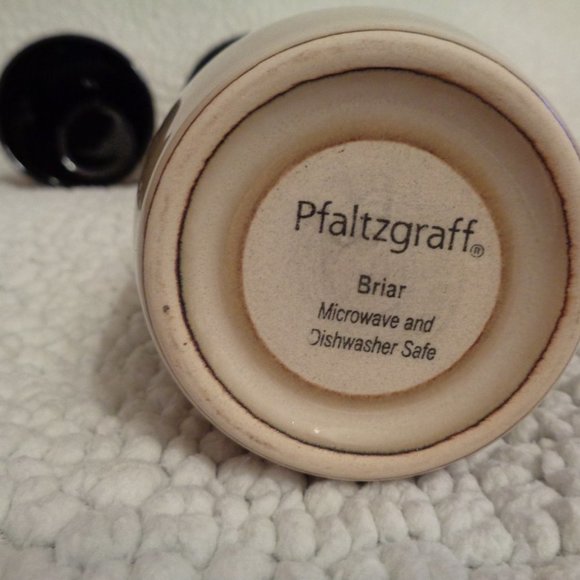 Pfaltzgraff®
Briar
Microwave and
Dishwasher Safe